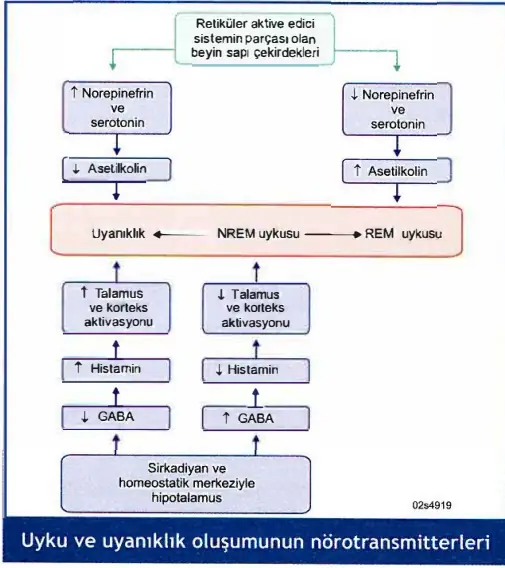 Retiküler aktive edici
sistemin parçası olan
beyin sapı çekirdekleri
↑ Norepinefrin
ve
serotonin
↓ Norepinefrin
ve
serotonin
↓ Asetilkolin
↑ Asetilkolin
Uyanıklık ← NREM uykusu → REM uykusu
↑ Talamus
ve korteks
aktivasyonu
↓ Talamus
ve korteks
aktivasyonu
↑ Histamin
↓ Histamin
↓ GABA
↑ GABA
Sirkadiyan ve
homeostatik merkeziyle
hipotalamus
02s4919
Uyku ve uyanıklık oluşumunun nörotransmitterleri